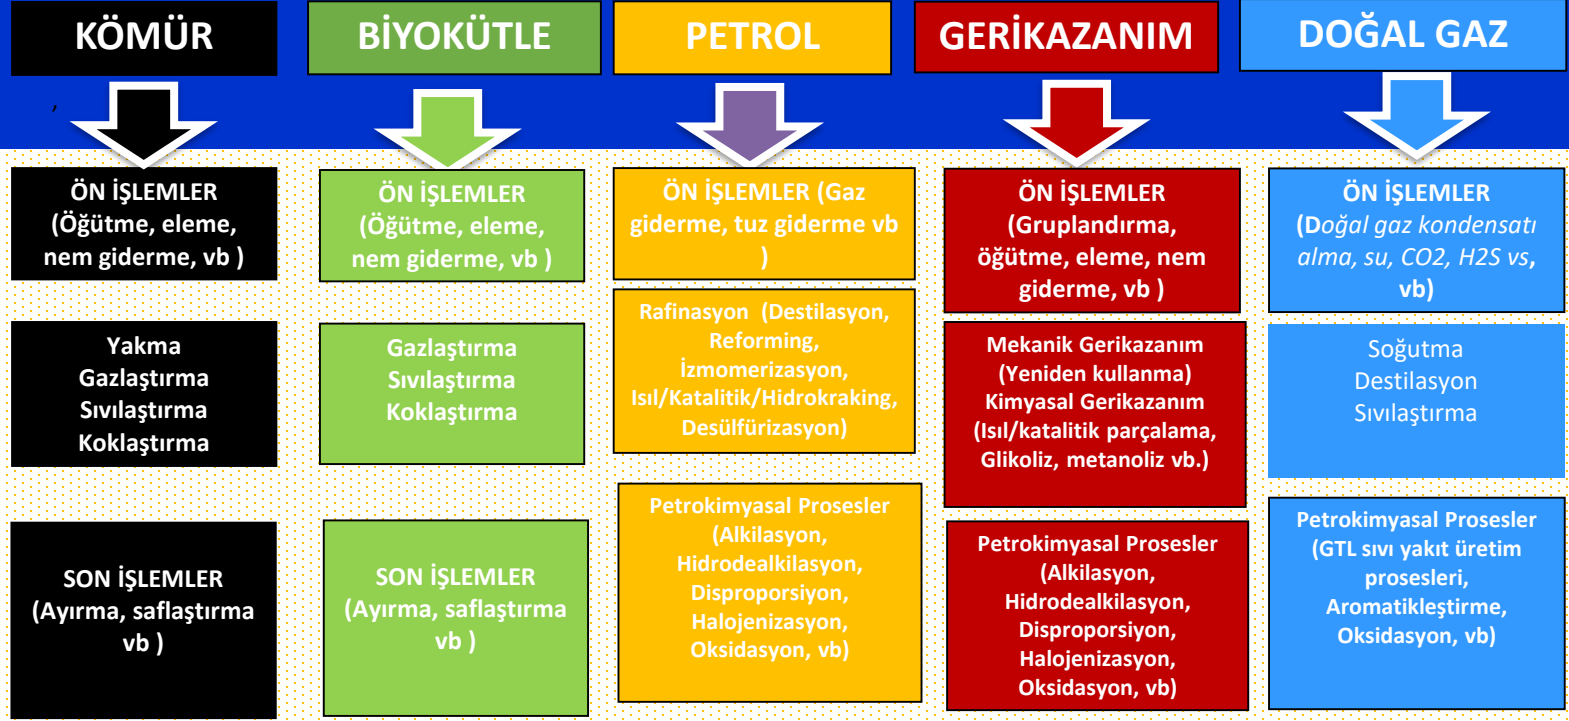 KÖMÜR
BİYOKÜTLE
PETROL
GERİKAZANIM
DOĞAL GAZ
,
ÖN İŞLEMLER
(Öğütme, eleme,
nem giderme, vb )
ÖN İŞLEMLER
(Öğütme, eleme,
nem giderme, vb )
ÖN İŞLEMLER (Gaz
giderme, tuz giderme vb
)
ÖN İŞLEMLER
(Gruplandırma,
öğütme, eleme, nem
giderme, vb )
ÖN İŞLEMLER
(Doğal gaz kondensatı
alma, su, CO2, H2S vs,
vb)
Yakma
Gazlaştırma
Sıvılaştırma
Koklaştırma
Gazlaştırma
Sıvılaştırma
Koklaştırma
Rafinasyon (Destilasyon,
Reforming,
İzmomerizasyon,
Isıl/Katalitik/Hidrokraking,
Desülfürizasyon)
Mekanik Gerikazanım
(Yeniden kullanma)
Kimyasal Gerikazanım
(Isıl/katalitik parçalama,
Glikoliz, metanoliz vb.)
Soğutma
Destilasyon
Sıvılaştırma
SON İŞLEMLER
(Ayırma, saflaştırma
vb )
SON İŞLEMLER
(Ayırma, saflaştırma
vb )
Petrokimyasal Prosesler
(Alkilasyon,
Hidrodealkilasyon,
Disproporsiyon,
Halojenizasyon,
Oksidasyon, vb)
Petrokimyasal Prosesler
(Alkilasyon,
Hidrodealkilasyon,
Disproporsiyon,
Halojenizasyon,
Oksidasyon, vb)
Petrokimyasal Prosesler
(GTL sıvı yakıt üretim
prosesleri,
Aromatikleştirme,
Oksidasyon, vb)